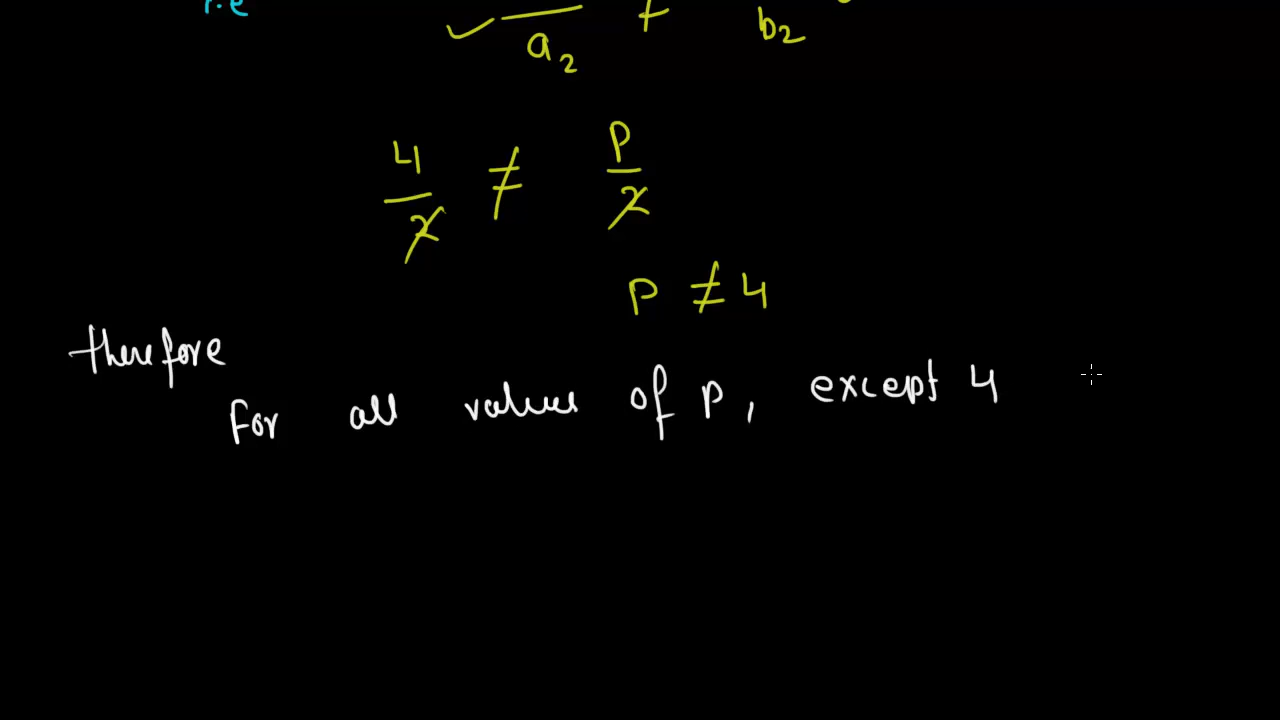 i.e
a₂ ≠ b₂
4/2 ≠ p/2
p ≠ 4
therefore
For all values of p, except 4